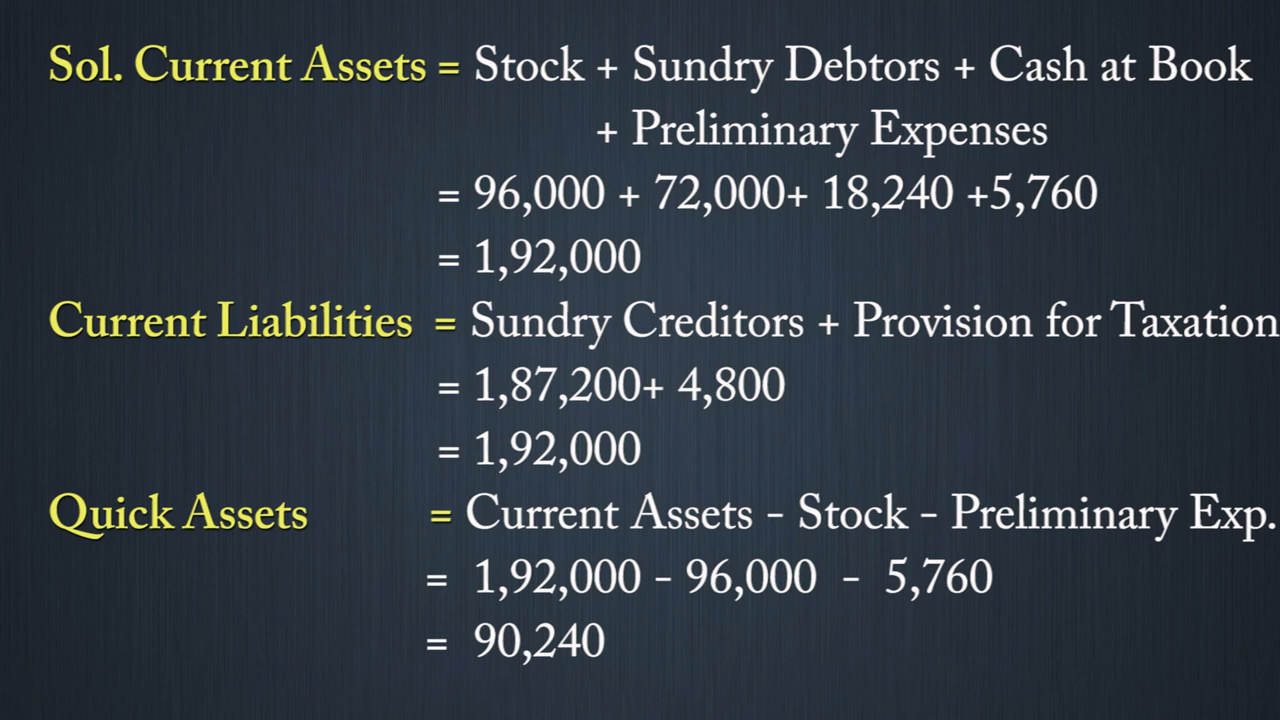 Sol. Current Assets = Stock + Sundry Debtors + Cash at Book
+ Preliminary Expenses
= 96,000 + 72,000+ 18,240 +5,760
= 1,92,000
Current Liabilities = Sundry Creditors + Provision for Taxation
= 1,87,200+ 4,800
= 1,92,000
Quick Assets = Current Assets - Stock - Preliminary Exp.
= 1,92,000 - 96,000 - 5,760
= 90,240